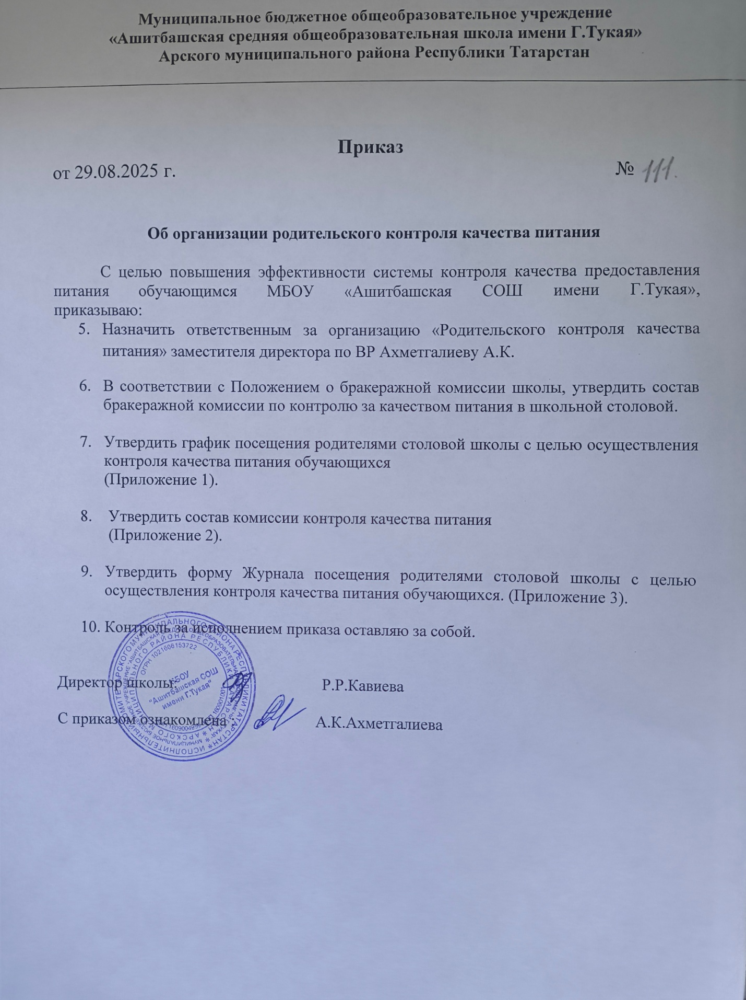 Муниципальное бюджетное общеобразовательное учреждение
«Ашитбашская средняя общеобразовательная школа имени Г.Тукая»
Арского муниципального района Республики Татарстан
Приказ
от 29.08.2025 г.
№ 111.
Об организации родительского контроля качества питания
С целью повышения эффективности системы контроля качества предоставления
питания обучающимся МБОУ «Ашитбашская СОШ имени Г.Тукая»,
приказываю:
5. Назначить ответственным за организацию «Родительского контроля качества
питания» заместителя директора по ВР Ахметгалиеву А.К.
6. В соответствии с Положением о бракеражной комиссии школы, утвердить состав
бракеражной комиссии по контролю за качеством питания в школьной столовой.
7. Утвердить график посещения родителями столовой школы с целью осуществления
контроля качества питания обучающихся
(Приложение 1).
8. Утвердить состав комиссии контроля качества питания
(Приложение 2).
9. Утвердить форму Журнала посещения родителями столовой школы с целью
осуществления контроля качества питания обучающихся. (Приложение 3).
10. Контроль за исполнением приказа оставляю за собой.
Директор школы: Р.Р.Кавиева
С приказом ознакомлена : А.К.Ахметгалиева
ОГРН 1021606153722
МБОУ
"Ашитбашская СОШ
имени Г.Тукая"